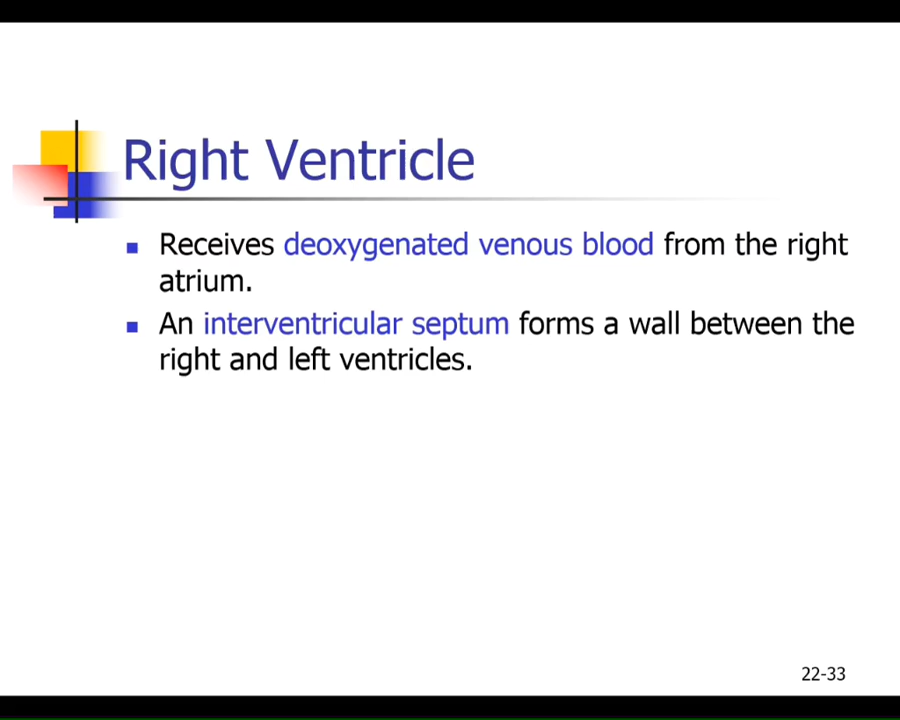 Right Ventricle
Receives deoxygenated venous blood from the right
atrium.
An interventricular septum forms a wall between the
right and left ventricles.
22-33